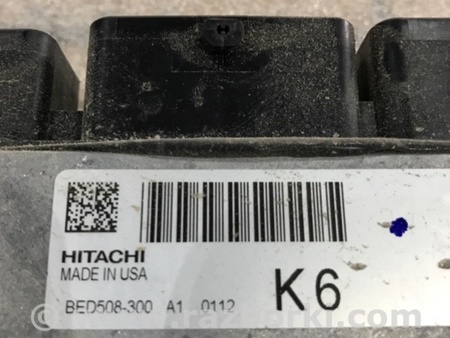 HITACHI
MADE IN USA
BED508-300 A1 0112
K6